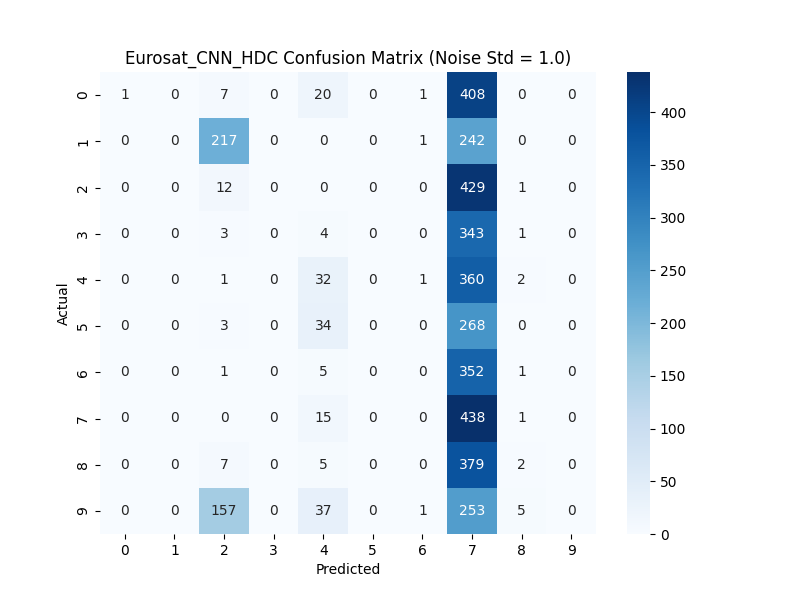 Eurosat_CNN_HDC Confusion Matrix (Noise Std = 1.0)
Actual
0 1 0 7 0 20 0 1 408 0 0
1 0 0 217 0 0 0 1 242 0 0
2 0 0 12 0 0 0 0 429 1 0
3 0 0 3 0 4 0 0 343 1 0
4 0 0 1 0 32 0 1 360 2 0
5 0 0 3 0 34 0 0 268 0 0
6 0 0 1 0 5 0 0 352 1 0
7 0 0 0 0 15 0 0 438 1 0
8 0 0 7 0 5 0 0 379 2 0
9 0 0 157 0 37 0 1 253 5 0
0 1 2 3 4 5 6 7 8 9
Predicted
400
350
300
250
200
150
100
50
0